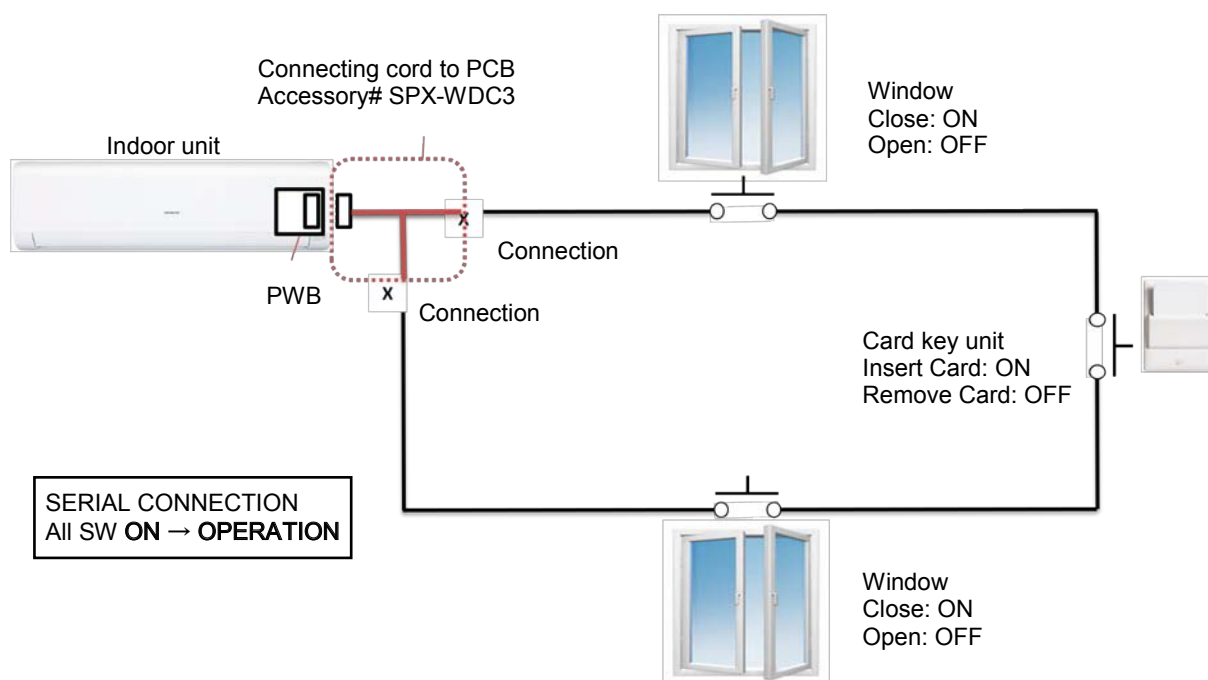 Connecting cord to PCB
Accessory# SPX-WDC3
Indoor unit
Window
Close: ON
Open: OFF
X
Connection
PWB
X
Connection
Card key unit
Insert Card: ON
Remove Card: OFF
SERIAL CONNECTION
All SW ON → OPERATION
Window
Close: ON
Open: OFF